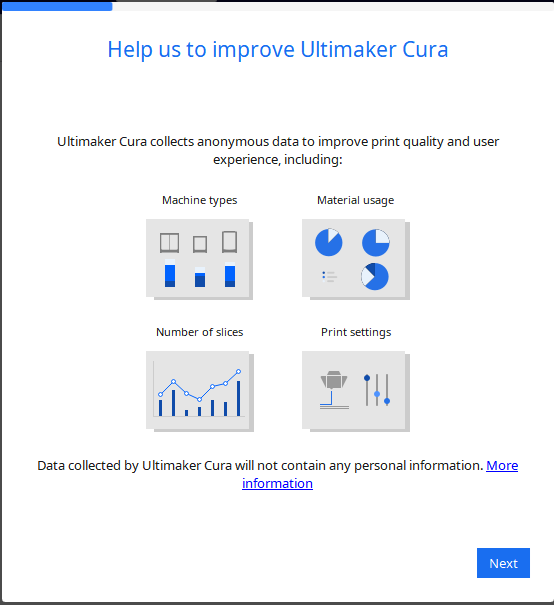 Help us to improve Ultimaker Cura
Ultimaker Cura collects anonymous data to improve print quality and user
experience, including:
Machine types
Material usage
Number of slices
Print settings
Data collected by Ultimaker Cura will not contain any personal information. More
information
Next